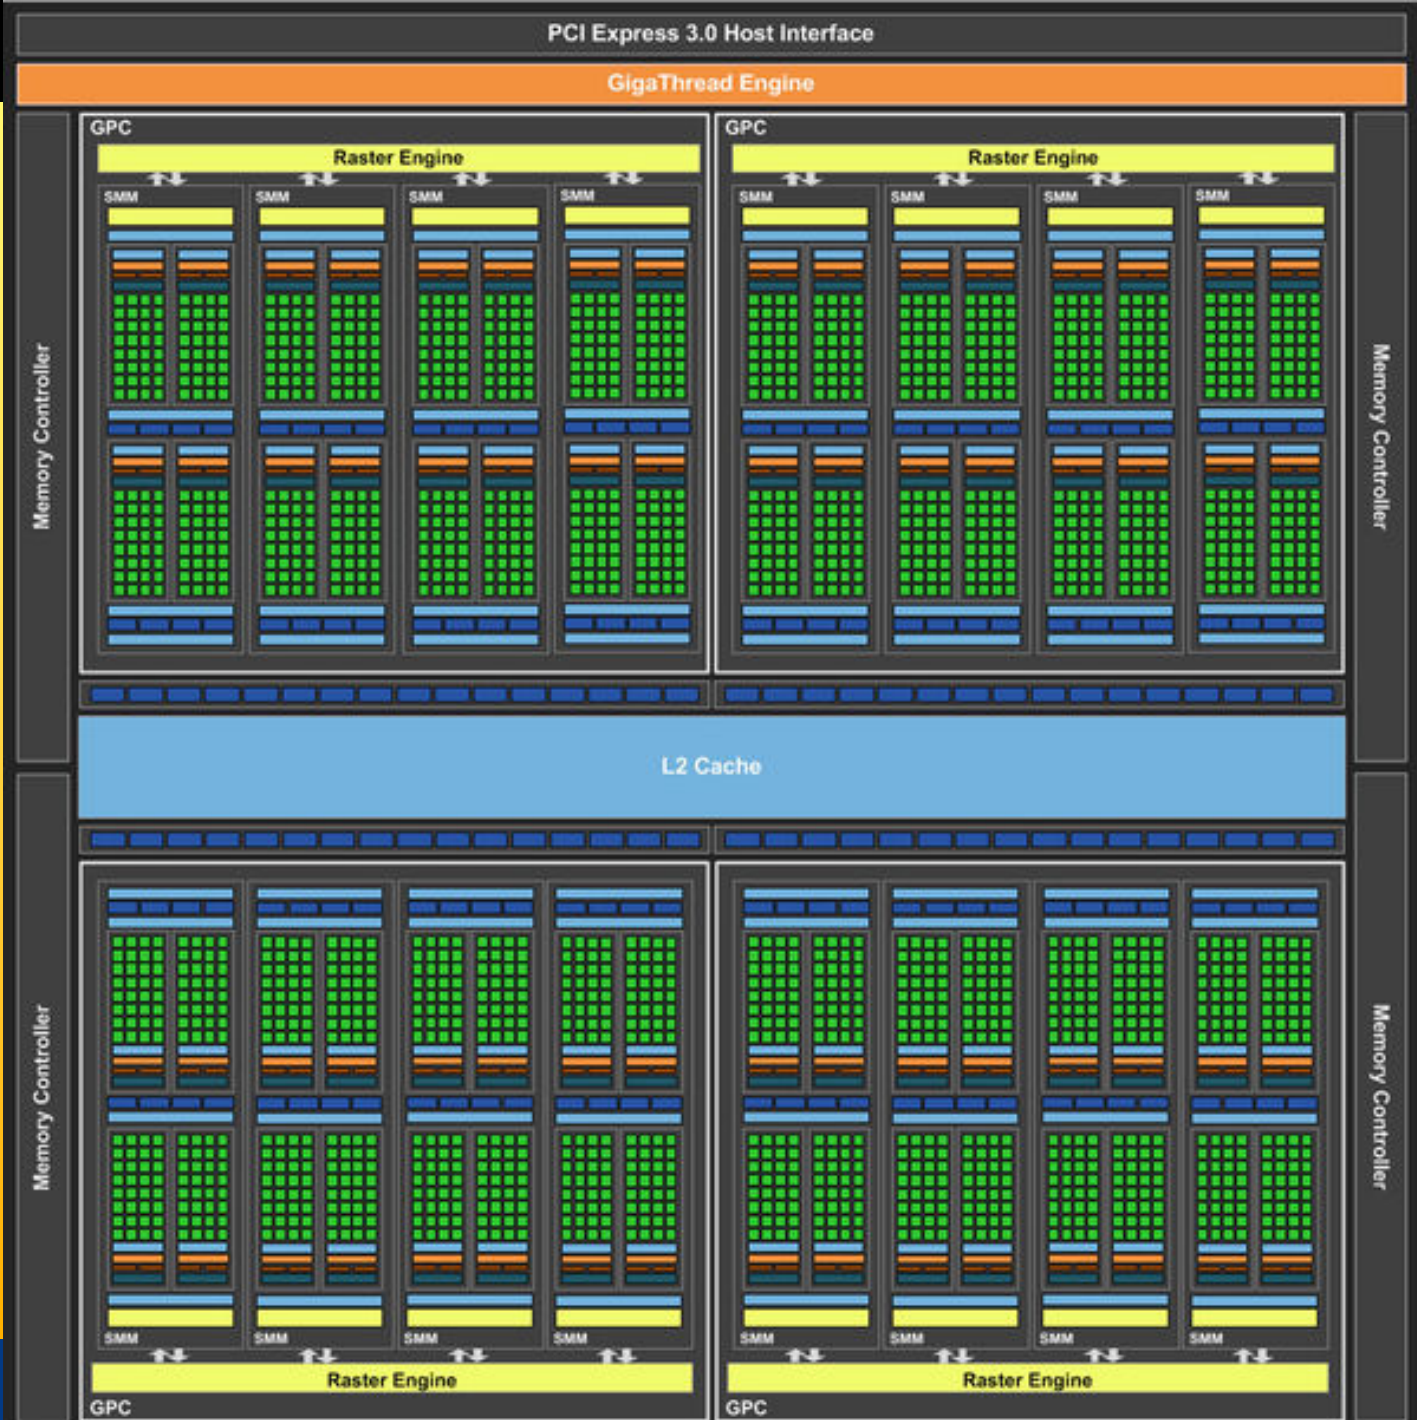 PCI Express 3.0 Host Interface
GigaThread Engine
GPC
GPC
Raster Engine
Raster Engine
SMM
SMM
SMM
SMM
SMM
SMM
SMM
SMM
Memory Controller
Memory Controller
L2 Cache
Memory Controller
Memory Controller
SMM
SMM
SMM
SMM
SMM
SMM
SMM
SMM
Raster Engine
Raster Engine
GPC
GPC